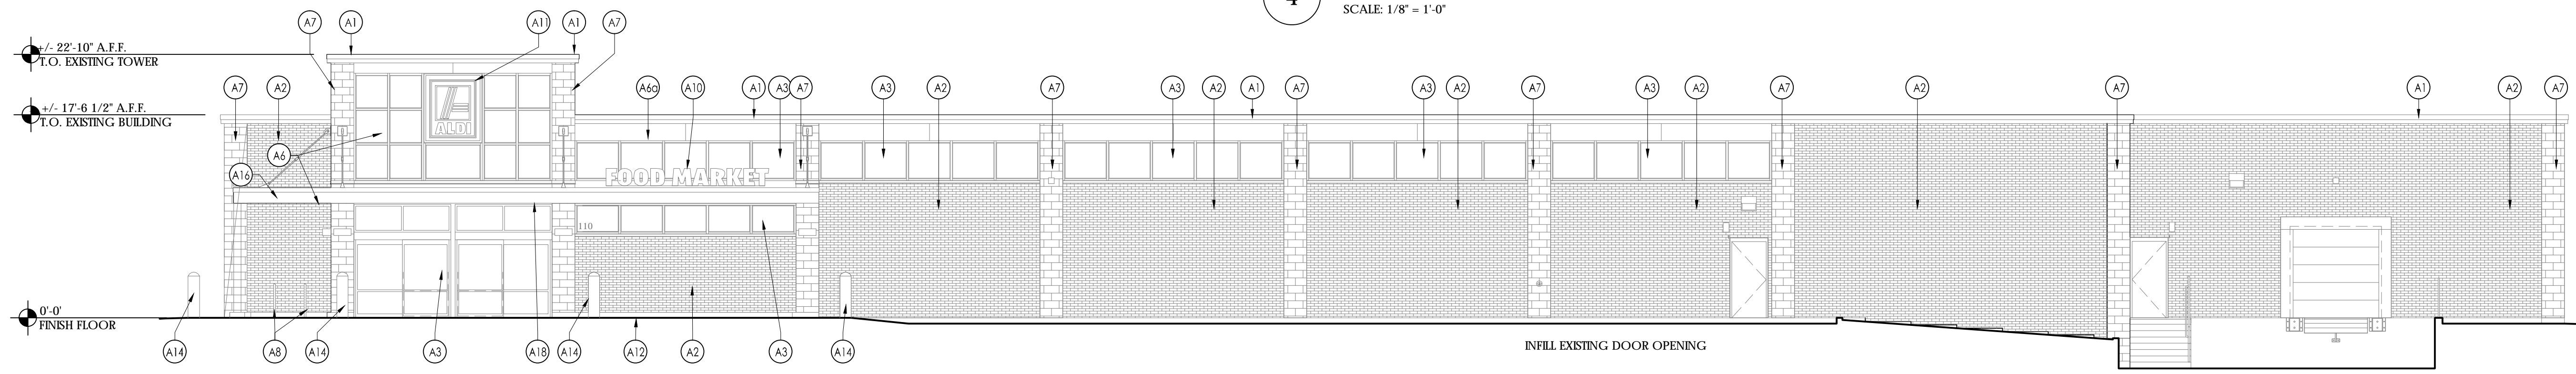 4
SCALE: 1/8" = 1'-0"
A7 A1 A11 A1 A7
+/- 22'-10" A.F.F.
T.O. EXISTING TOWER
A7 A2 A6a A10 A1 A3 A7 A3 A2 A7 A3 A2 A1 A7 A3 A2 A7 A3 A2 A7 A2 A7 A1 A2 A7
+/- 17'-6 1/2" A.F.F.
T.O. EXISTING BUILDING
ALDI
A6
A16
FOOD MARKET
110
0'-0'
FINISH FLOOR
INFILL EXISTING DOOR OPENING
A14 A8 A14 A3 A18 A14 A12 A2 A3 A14